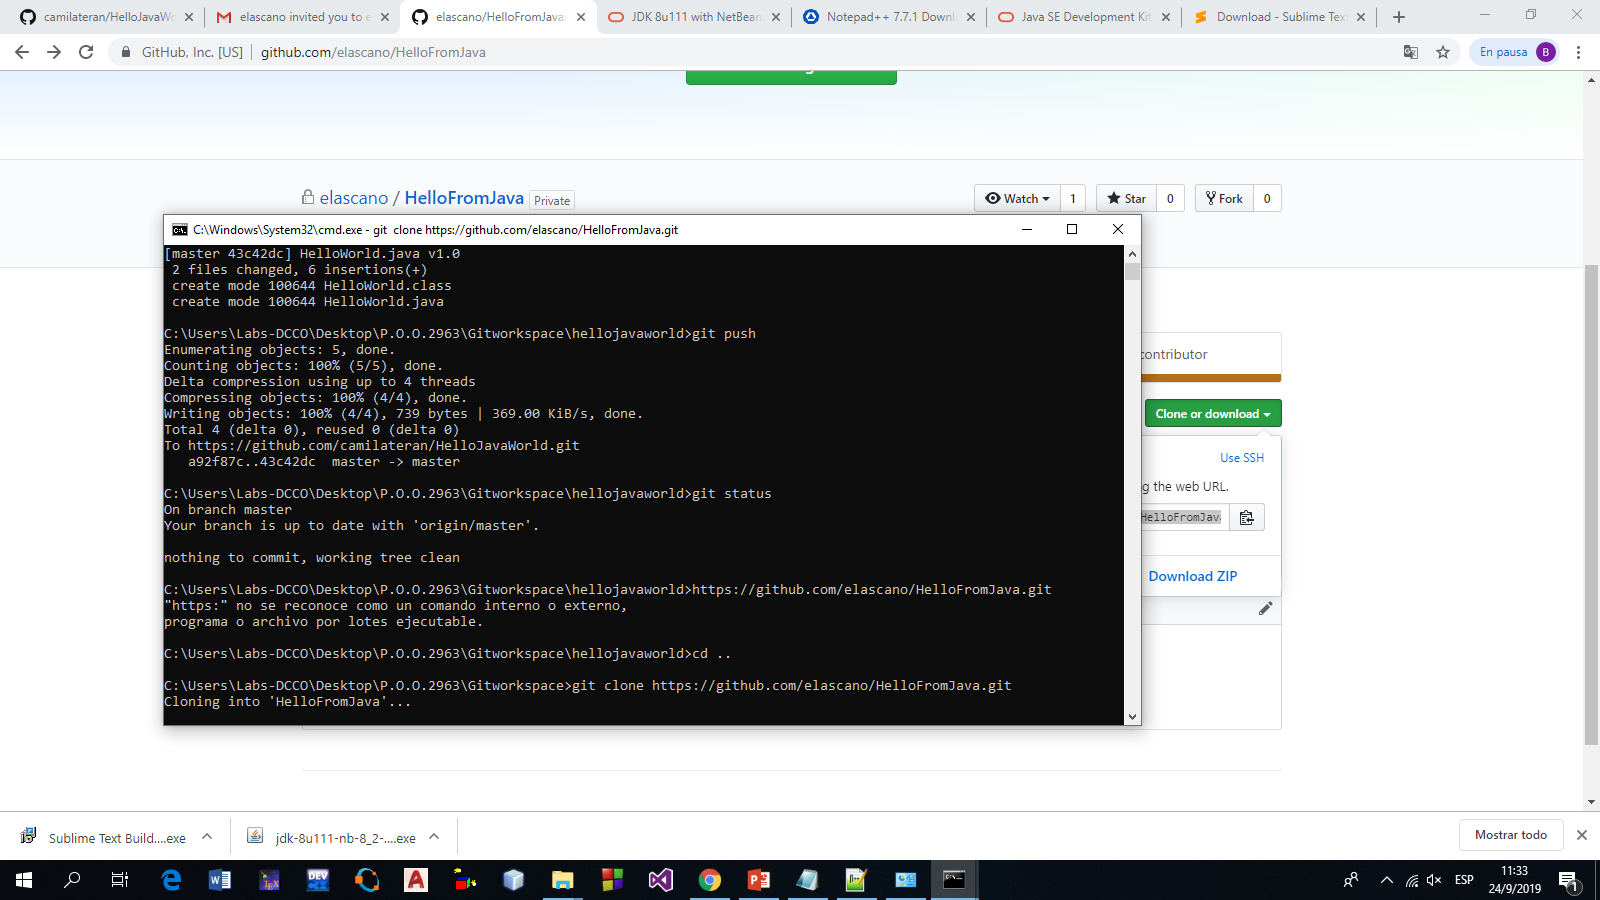 camilateran/HelloJavaWo
elascano invited you to e
elascano/HelloFromJava:
JDK 8u111 with NetBean
Notepad++ 7.7.1 Downl
Java SE Development Kit
Download - Sublime Tex
GitHub, Inc. [US]
github.com/elascano/HelloFromJava
En pausa
B
elascano / HelloFromJava
Private
Watch
1
Star
0
Fork
0
C:\Windows\System32\cmd.exe - git  clone https://github.com/elascano/HelloFromJava.git
[master 43c42dc] HelloWorld.java v1.0
2 files changed, 6 insertions(+)
create mode 100644 HelloWorld.class
create mode 100644 HelloWorld.java
C:\Users\Labs-DCCO\Desktop\P.O.O.2963\Gitworkspace\hellojavaworld>git push
Enumerating objects: 5, done.
Counting objects: 100% (5/5), done.
Delta compression using up to 4 threads
Compressing objects: 100% (4/4), done.
Writing objects: 100% (4/4), 739 bytes | 369.00 KiB/s, done.
Total 4 (delta 0), reused 0 (delta 0)
To https://github.com/camilateran/HelloJavaWorld.git
a92f87c..43c42dc  master -> master
C:\Users\Labs-DCCO\Desktop\P.O.O.2963\Gitworkspace\hellojavaworld>git status
On branch master
Your branch is up to date with 'origin/master'.
nothing to commit, working tree clean
C:\Users\Labs-DCCO\Desktop\P.O.O.2963\Gitworkspace\hellojavaworld>https://github.com/elascano/HelloFromJava.git
"https:" no se reconoce como un comando interno o externo,
programa o archivo por lotes ejecutable.
C:\Users\Labs-DCCO\Desktop\P.O.O.2963\Gitworkspace\hellojavaworld>cd ..
C:\Users\Labs-DCCO\Desktop\P.O.O.2963\Gitworkspace>git clone https://github.com/elascano/HelloFromJava.git
Cloning into 'HelloFromJava'...
contributor
Clone or download
Use SSH
g the web URL.
HelloFromJav
Download ZIP
Sublime Text Build....exe
jdk-8u111-nb-8_2-....exe
Mostrar todo
ESP
11:33
24/9/2019
1